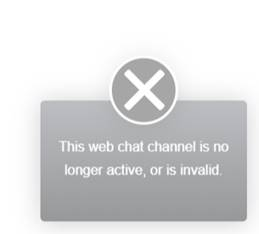 This web chat channel is no
longer active, or is invalid.